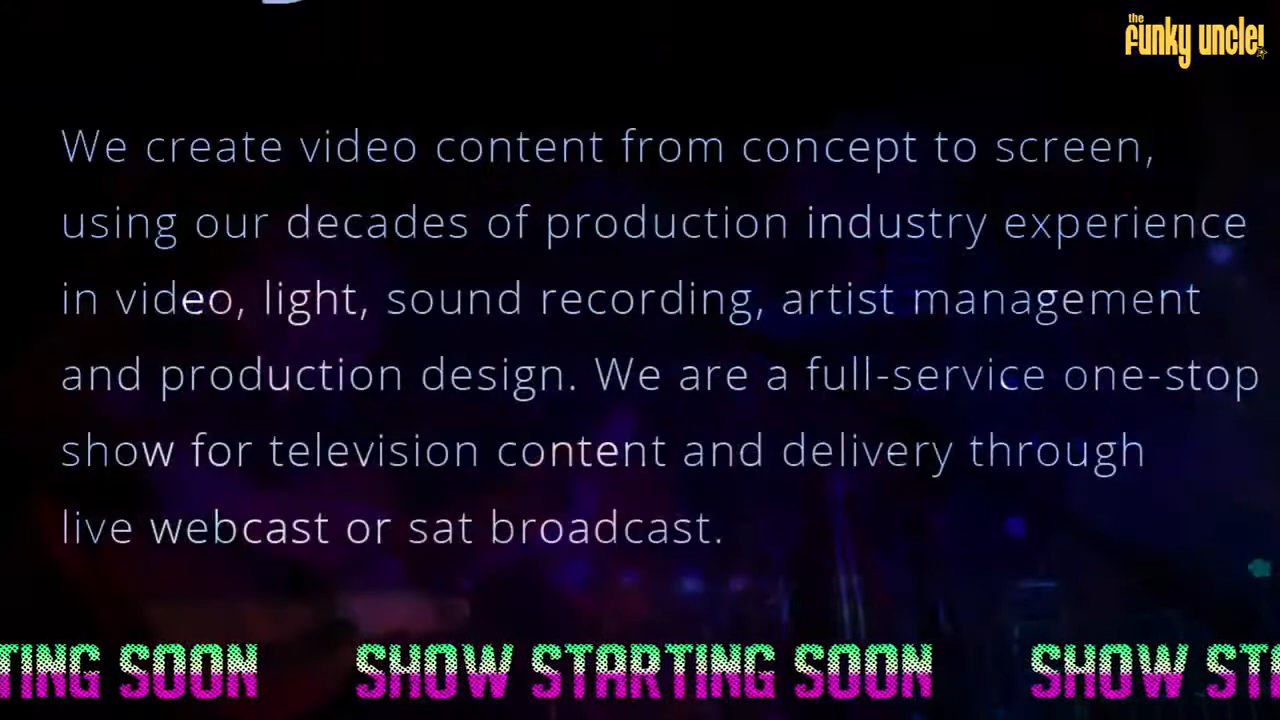 the
funky uncle!
We create video content from concept to screen,
using our decades of production industry experience
in video, light, sound recording, artist management
and production design. We are a full-service one-stop
show for television content and delivery through
live webcast or sat broadcast.
TING SOON SHOW STARTING SOON SHOW STA